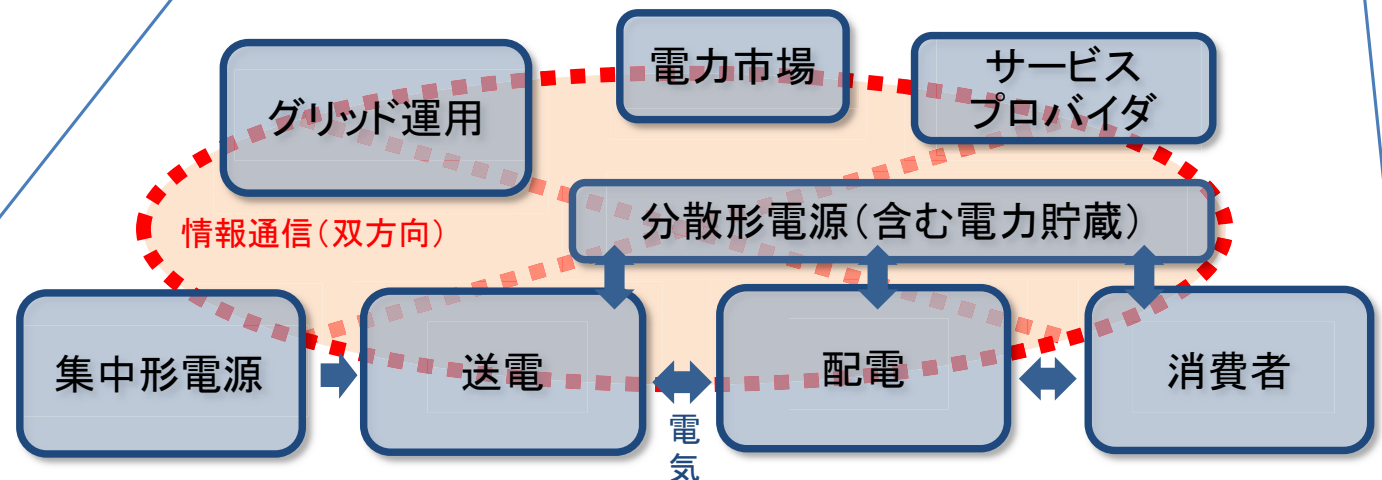 電力市場
サービス
プロバイダ
グリッド運用
分散形電源（含む電力貯蔵）
情報通信（双方向）
集中形電源
送電
配電
消費者
電
気